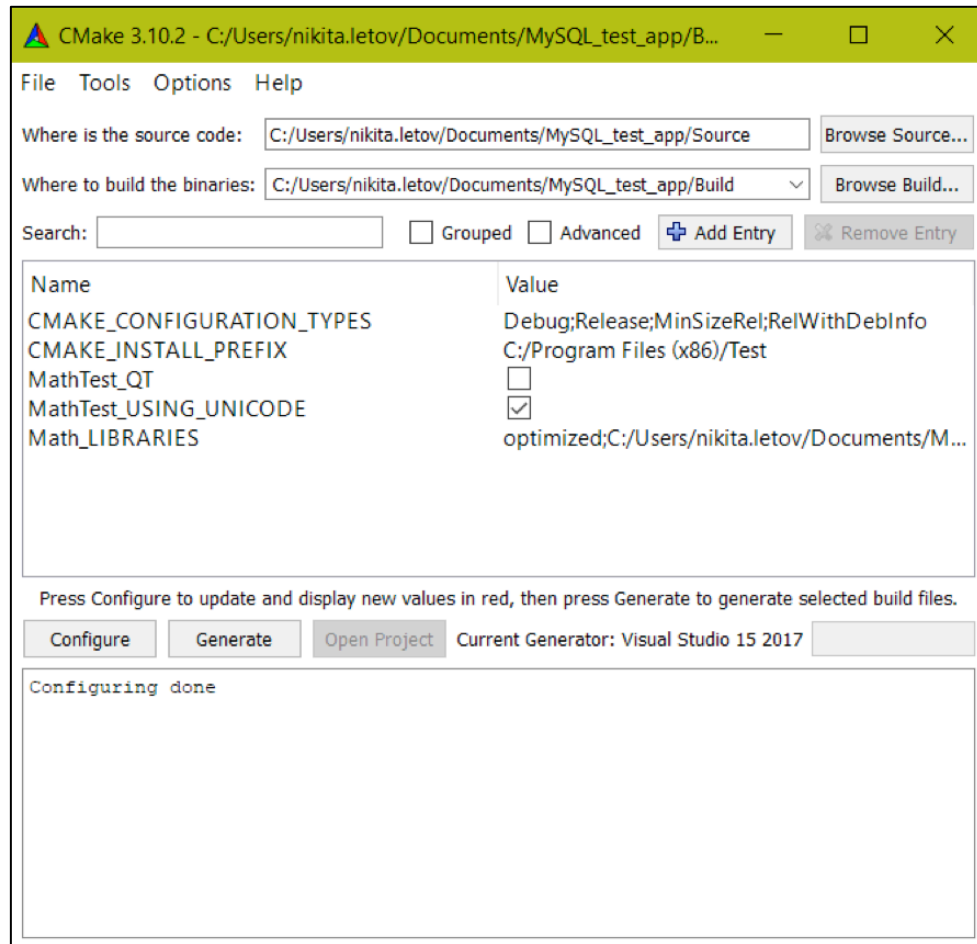 CMake 3.10.2 - C:/Users/nikita.letov/Documents/MySQL_test_app/B...
File Tools Options Help
Where is the source code: C:/Users/nikita.letov/Documents/MySQL_test_app/Source Browse Source...
Where to build the binaries: C:/Users/nikita.letov/Documents/MySQL_test_app/Build Browse Build...
Search: Grouped Advanced Add Entry Remove Entry
Name Value
CMAKE_CONFIGURATION_TYPES Debug;Release;MinSizeRel;RelWithDebInfo
CMAKE_INSTALL_PREFIX C:/Program Files (x86)/Test
MathTest_QT
MathTest_USING_UNICODE
Math_LIBRARIES optimized;C:/Users/nikita.letov/Documents/M...
Press Configure to update and display new values in red, then press Generate to generate selected build files.
Configure Generate Open Project Current Generator: Visual Studio 15 2017
Configuring done